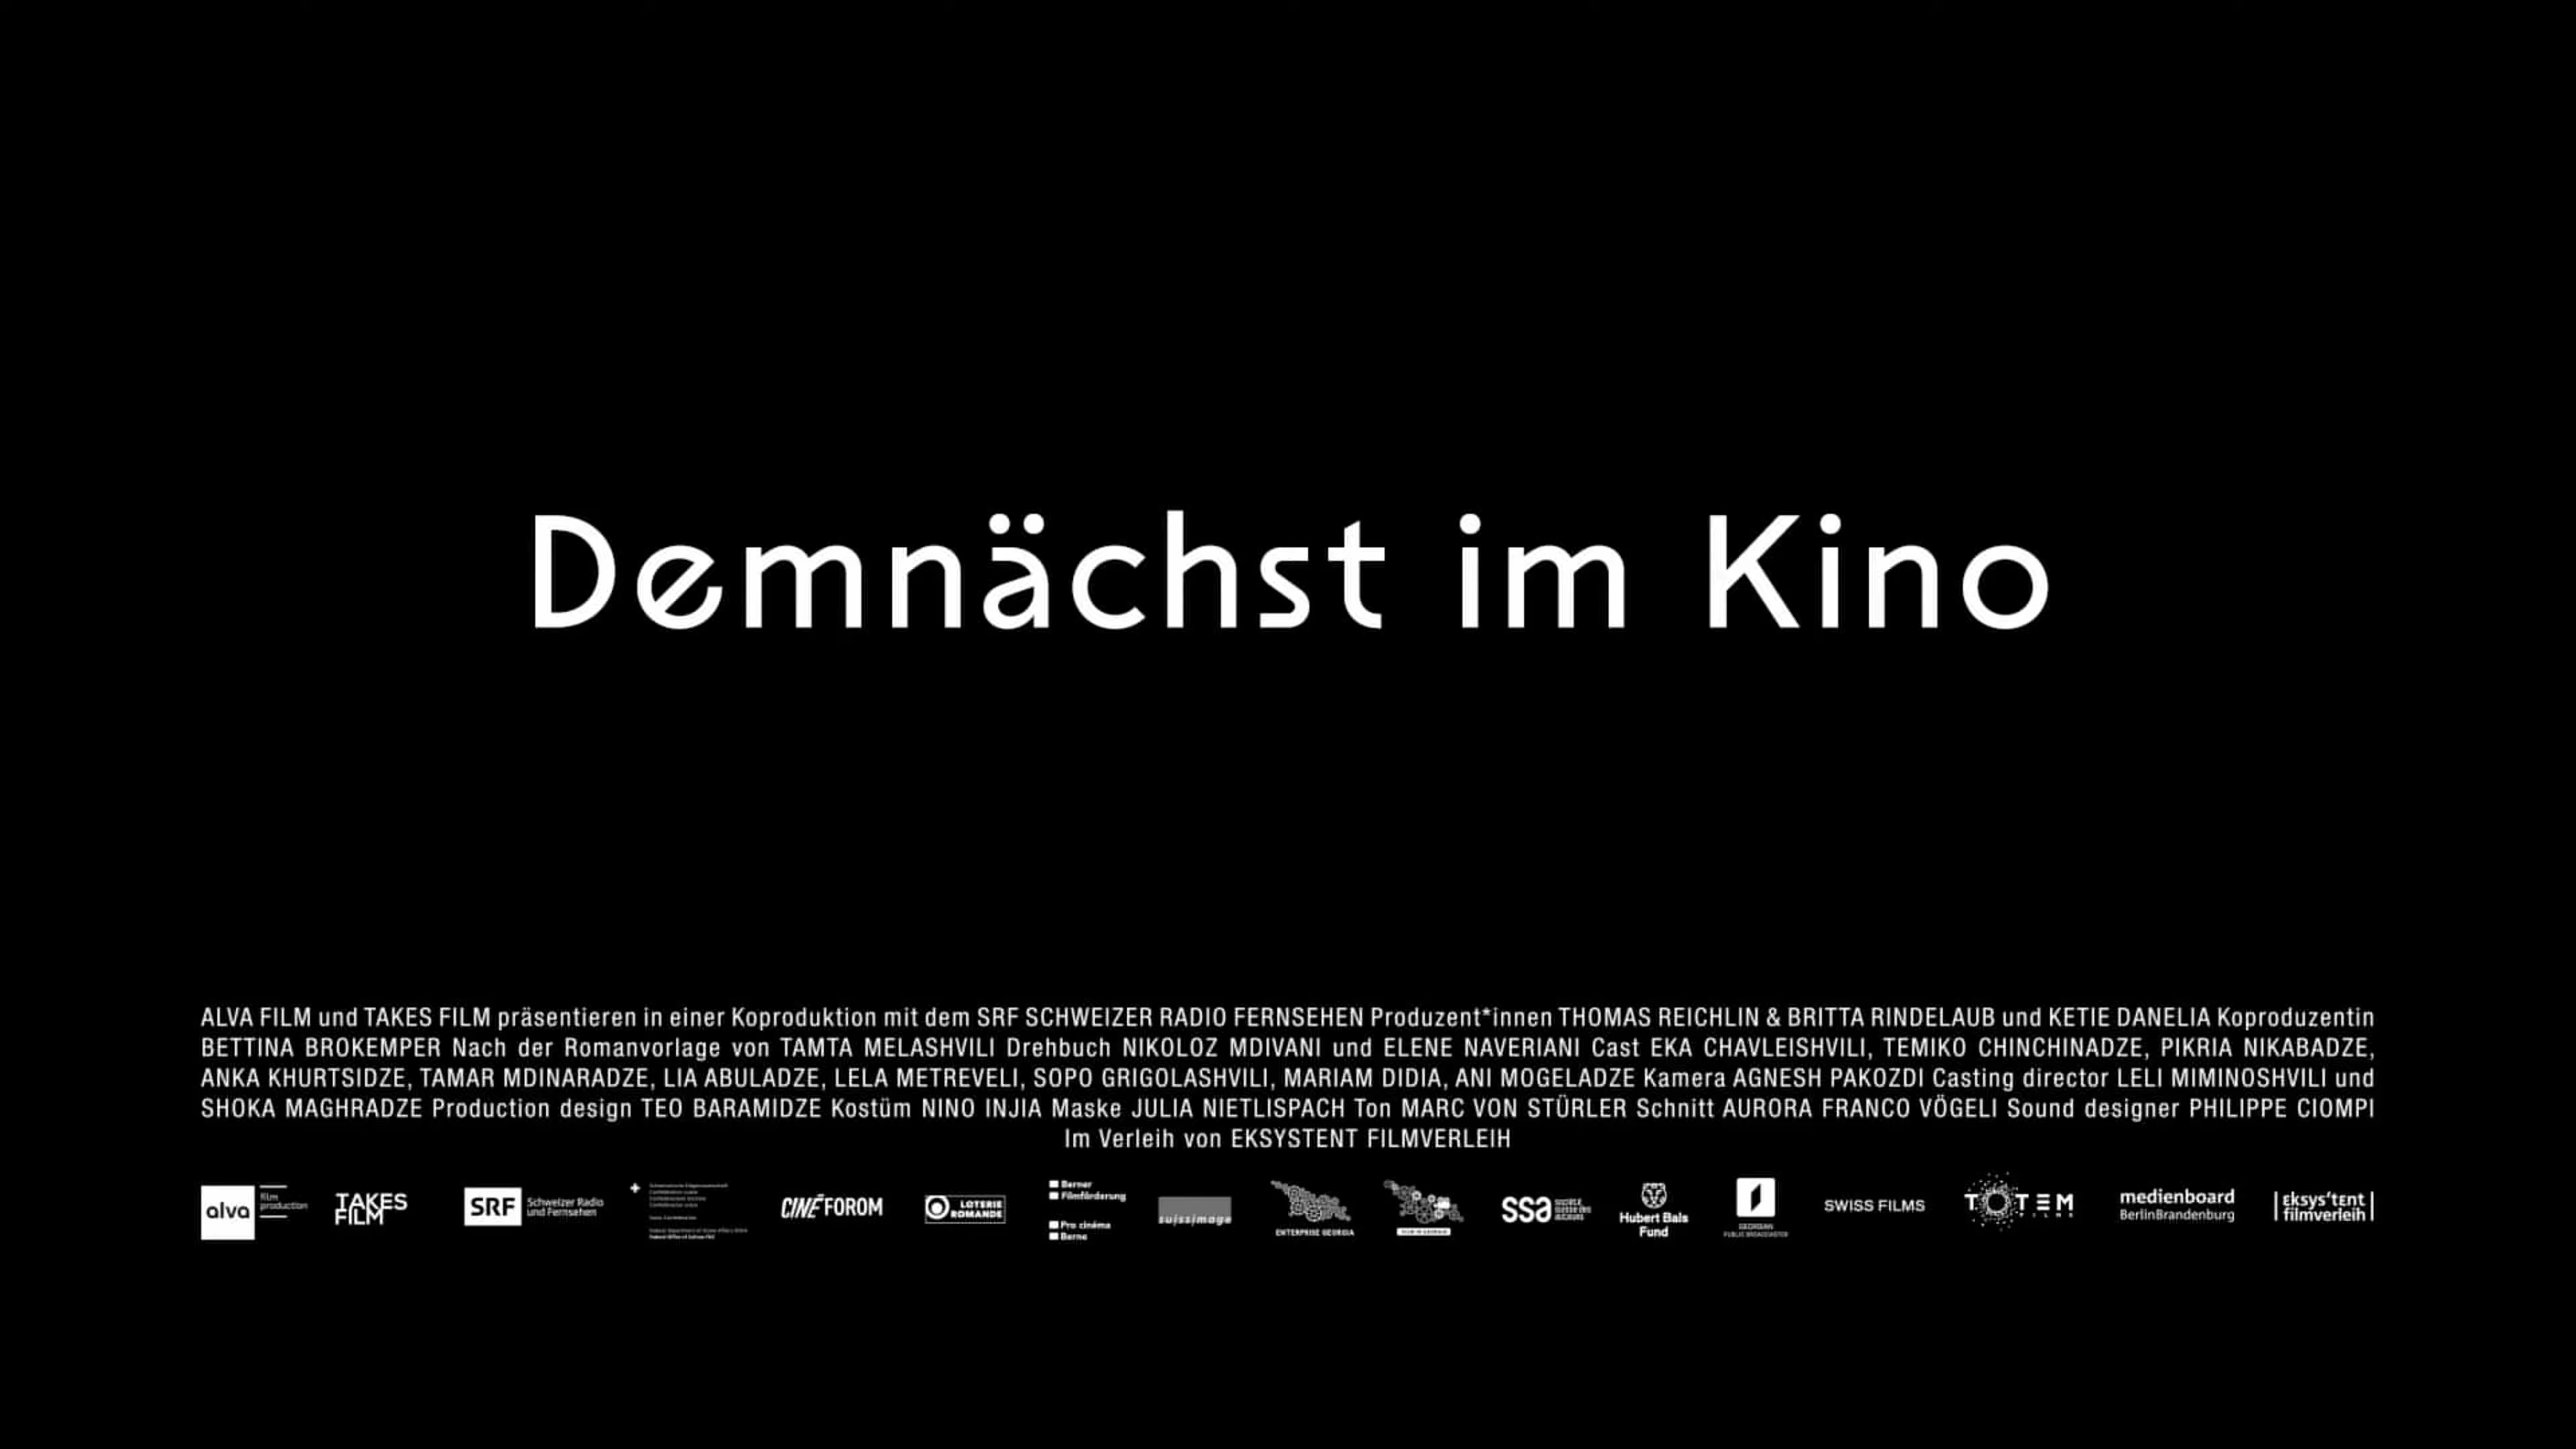 Demnächst im Kino
ALVA FILM und TAKES FILM präsentieren in einer Koproduktion mit dem SRF SCHWEIZER RADIO FERNSEHEN Produzent*innen THOMAS REICHLIN & BRITTA RINDELAUB und KETIE DANELIA Koproduzentin
BETTINA BROKEMPER Nach der Romanvorlage von TAMTA MELASHVILI Drehbuch NIKOLOZ MDIVANI und ELENE NAVERIANI Cast EKA CHAVLEISHVILI, TEMIKO CHINCHINADZE, PIKRIA NIKABADZE,
ANKA KHURTSIDZE, TAMAR MDINARADZE, LIA ABULADZE, LELA METREVELI, SOPO GRIGOLASHVILI, MARIAM DIDIA, ANI MOGELADZE Kamera AGNESH PAKOZDI Casting director LELI MIMINOSHVILI und
SHOKA MAGHRADZE Production design TEO BARAMIDZE Kostüm NINO INJIA Maske JULIA NIETLISPACH Ton MARC VON STÜRLER Schnitt AURORA FRANCO VÖGELI Sound designer PHILIPPE CIOMPI
Im Verleih von EKSYSTENT FILMVERLEIH
alva
film
production
TAKES
FILM
SRF
Schweizer Radio
und Fernsehen
CINÉFOROM
LOTERIE
ROMANDE
Berner
Filmförderung
Pro cinéma
Berne
suissimage
ENTERPRISE GEORGIA
ssa
Hubert Bals
Fund
GEORGIAN
PUBLIC BROADCASTER
SWISS FILMS
TOTEM
FILMS
medienboard
BerlinBrandenburg
eksys'tent
filmverleih